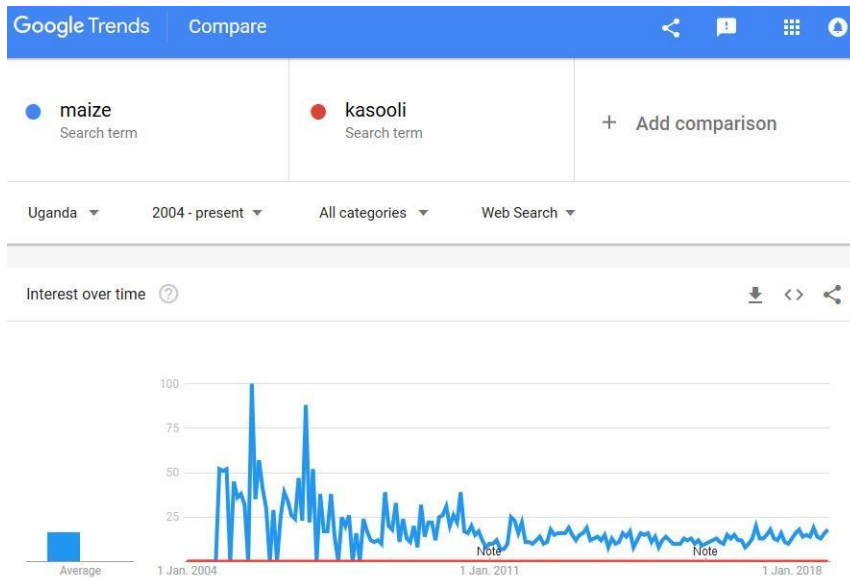 Google Trends Compare
maize
Search term
kasooli
Search term
+ Add comparison
Uganda
2004 - present
All categories
Web Search
Interest over time
100
75
50
25
Note
Note
Average
1 Jan. 2004
1 Jan. 2011
1 Jan. 2018